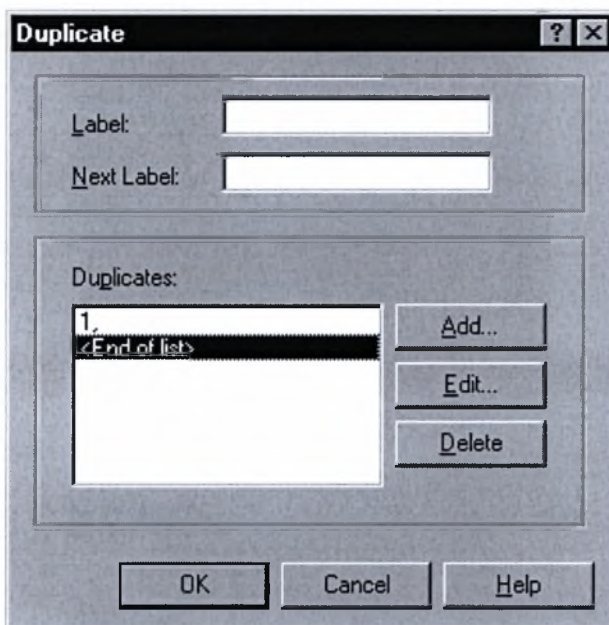 Duplicate
Label:
Next Label:
Duplicates:
1,
<End of list>
Add...
Edit...
Delete
OK
Cancel
Help